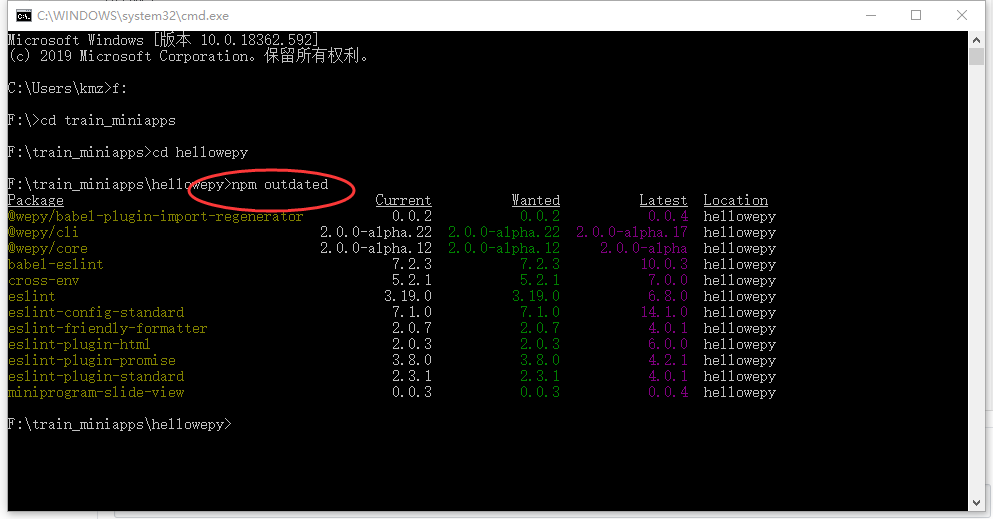 C:\WINDOWS\system32\cmd.exe
Microsoft Windows [版本 10.0.18362.592]
(c) 2019 Microsoft Corporation。保留所有权利。
C:\Users\kmz>f:
F:\>cd train_miniapps
F:\train_miniapps>cd hellowepy
F:\train_miniapps\hellowepy>npm outdated
Package Current Wanted Latest Location
@wepy/babel-plugin-import-regenerator 0.0.2 0.0.2 0.0.4 hellowepy
@wepy/cli 2.0.0-alpha.22 2.0.0-alpha.22 2.0.0-alpha.17 hellowepy
@wepy/core 2.0.0-alpha.12 2.0.0-alpha.12 2.0.0-alpha hellowepy
babel-eslint 7.2.3 7.2.3 10.0.3 hellowepy
cross-env 5.2.1 5.2.1 7.0.0 hellowepy
eslint 3.19.0 3.19.0 6.8.0 hellowepy
eslint-config-standard 7.1.0 7.1.0 14.1.0 hellowepy
eslint-friendly-formatter 2.0.7 2.0.7 4.0.1 hellowepy
eslint-plugin-html 2.0.3 2.0.3 6.0.0 hellowepy
eslint-plugin-promise 3.8.0 3.8.0 4.2.1 hellowepy
eslint-plugin-standard 2.3.1 2.3.1 4.0.1 hellowepy
miniprogram-slide-view 0.0.3 0.0.3 0.0.4 hellowepy
F:\train_miniapps\hellowepy>